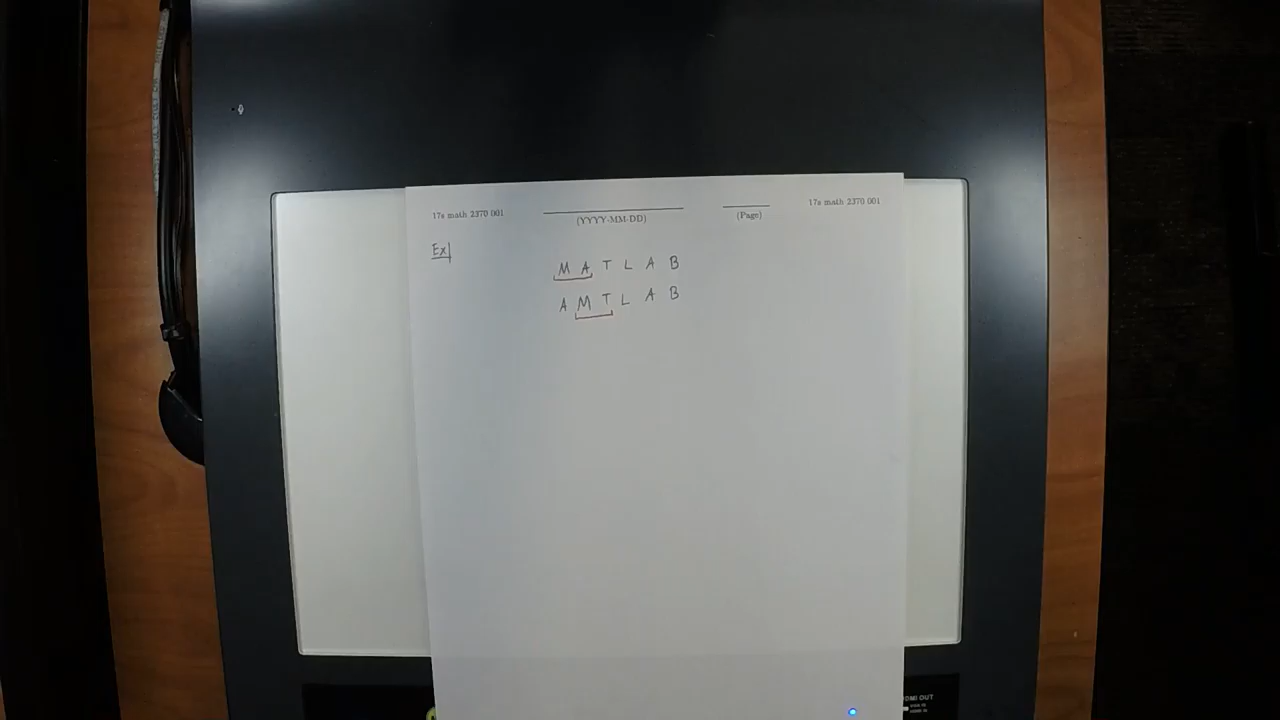 17s math 2370 001 (YYYY-MM-DD) (Page) 17s math 2370 001
Ex
M A T L A B
A M T L A B